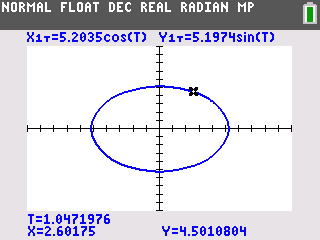 NORMAL FLOAT DEC REAL RADIAN MP
X1T=5.2035cos(T) Y1T=5.1974sin(T)
T=1.0471976
X=2.60175 Y=4.5010804